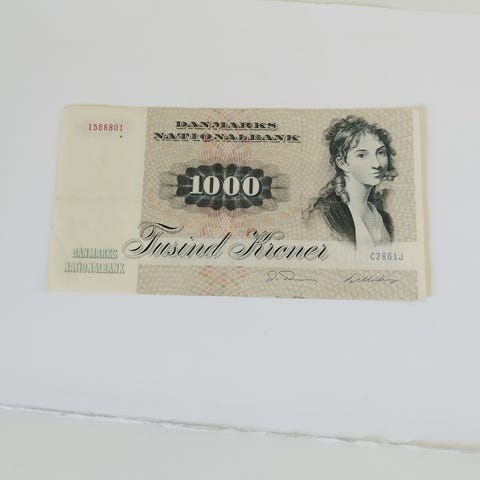 1568801
DANMARKS
NATIONALBANK
1000
Tusind Kroner
DANMARKS
NATIONALBANK
C2861J